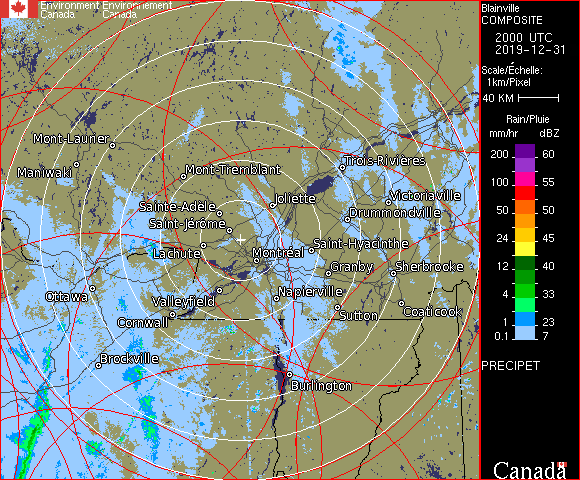 Environment Environnement
Canada Canada
Blainville
COMPOSITE
2000 UTC
2019-12-31
Scale/Échelle:
1km/Pixel
40 KM
Rain/Pluie
mm/hr dBZ
200 60
100 55
50 50
24 45
12 40
4 33
1 23
0.1 7
PRECIPET
Mont-Laurier
Maniwaki
Mont-Tremblant
Trois-Rivières
Sainte-Adèle
Joliette
Victoriaville
Saint-Jérôme
Drummondville
Lachute
Montréal
Saint-Hyacinthe
Granby
Sherbrooke
Ottawa
Valleyfield
Napierville
Cornwall
Sutton
Coaticook
Brockville
Burlington
Canada